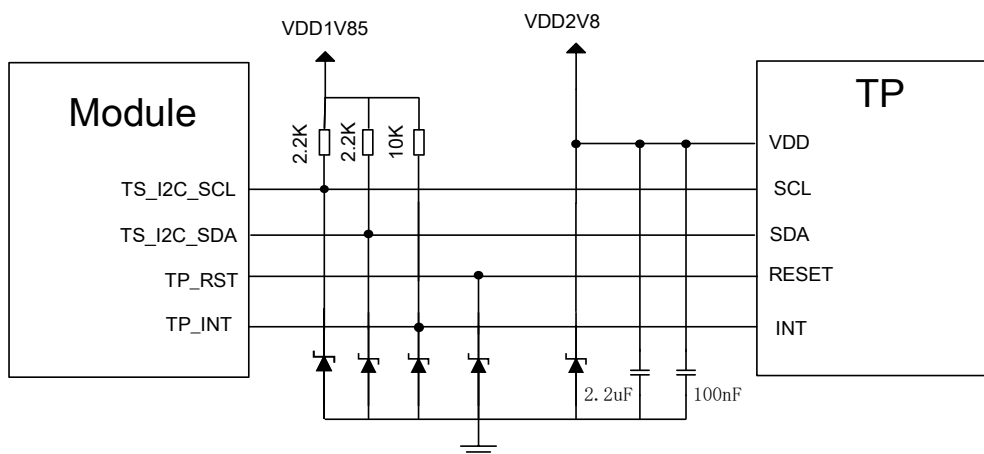 VDD1V85
VDD2V8
Module
TP
2.2K
2.2K
10K
VDD
TS_I2C_SCL
SCL
TS_I2C_SDA
SDA
TP_RST
RESET
TP_INT
INT
2.2uF
100nF